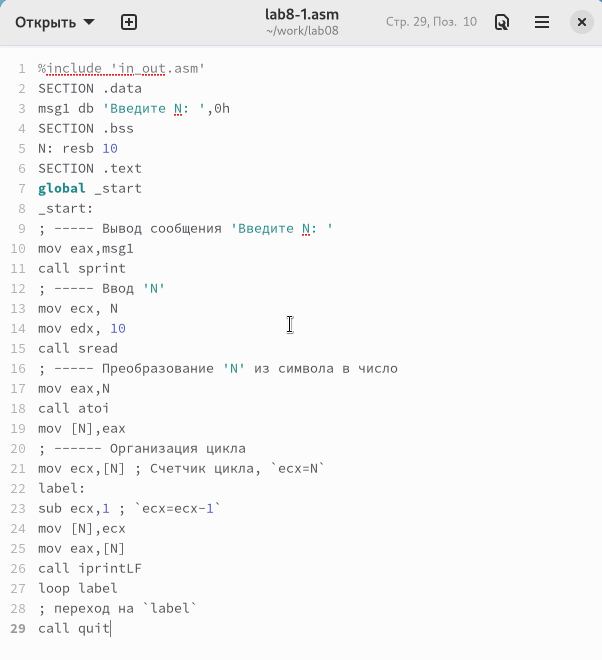 Открыть
lab8-1.asm
~/work/lab08
Стр. 29, Поз. 10
1 %include 'in_out.asm'
2 SECTION .data
3 msg1 db 'Введите N: ',0h
4 SECTION .bss
5 N: resb 10
6 SECTION .text
7 global _start
8 _start:
9 ; ----- Вывод сообщения 'Введите N: '
10 mov eax,msg1
11 call sprint
12 ; ----- Ввод 'N'
13 mov ecx, N
14 mov edx, 10
15 call sread
16 ; ----- Преобразование 'N' из символа в число
17 mov eax,N
18 call atoi
19 mov [N],eax
20 ; ------ Организация цикла
21 mov ecx,[N] ; Счетчик цикла, `ecx=N`
22 label:
23 sub ecx,1 ; `ecx=ecx-1`
24 mov [N],ecx
25 mov eax,[N]
26 call iprintLF
27 loop label
28 ; переход на `label`
29 call quit